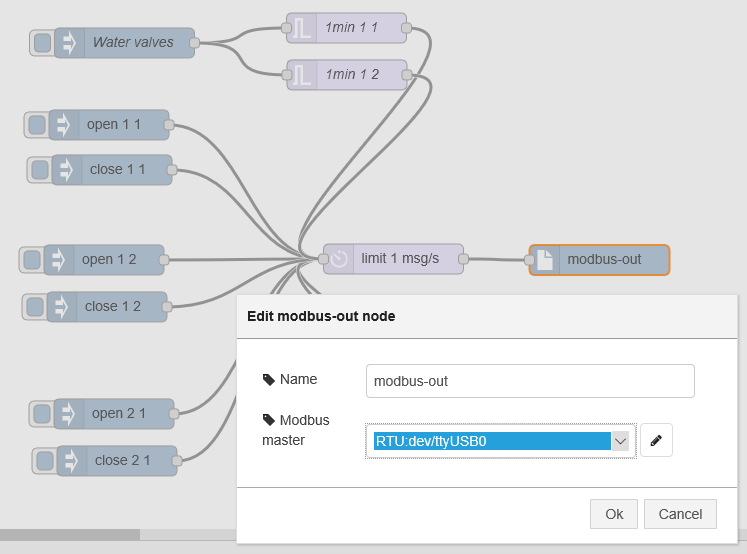 Water valves
1min 1 1
1min 1 2
open 1 1
close 1 1
open 1 2
limit 1 msg/s
modbus-out
close 1 2
open 2 1
close 2 1
Edit modbus-out node
Name
modbus-out
Modbus
master
RTU:dev/ttyUSB0
Ok
Cancel